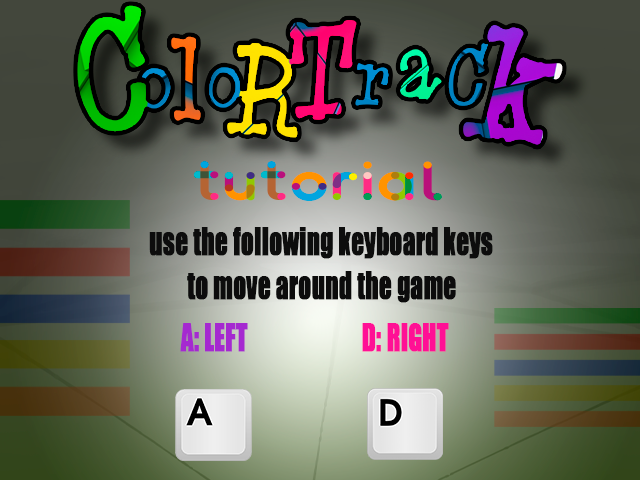 ColoRTracK
tutorial
use the following keyboard keys
to move around the game
A: LEFT D: RIGHT
A D